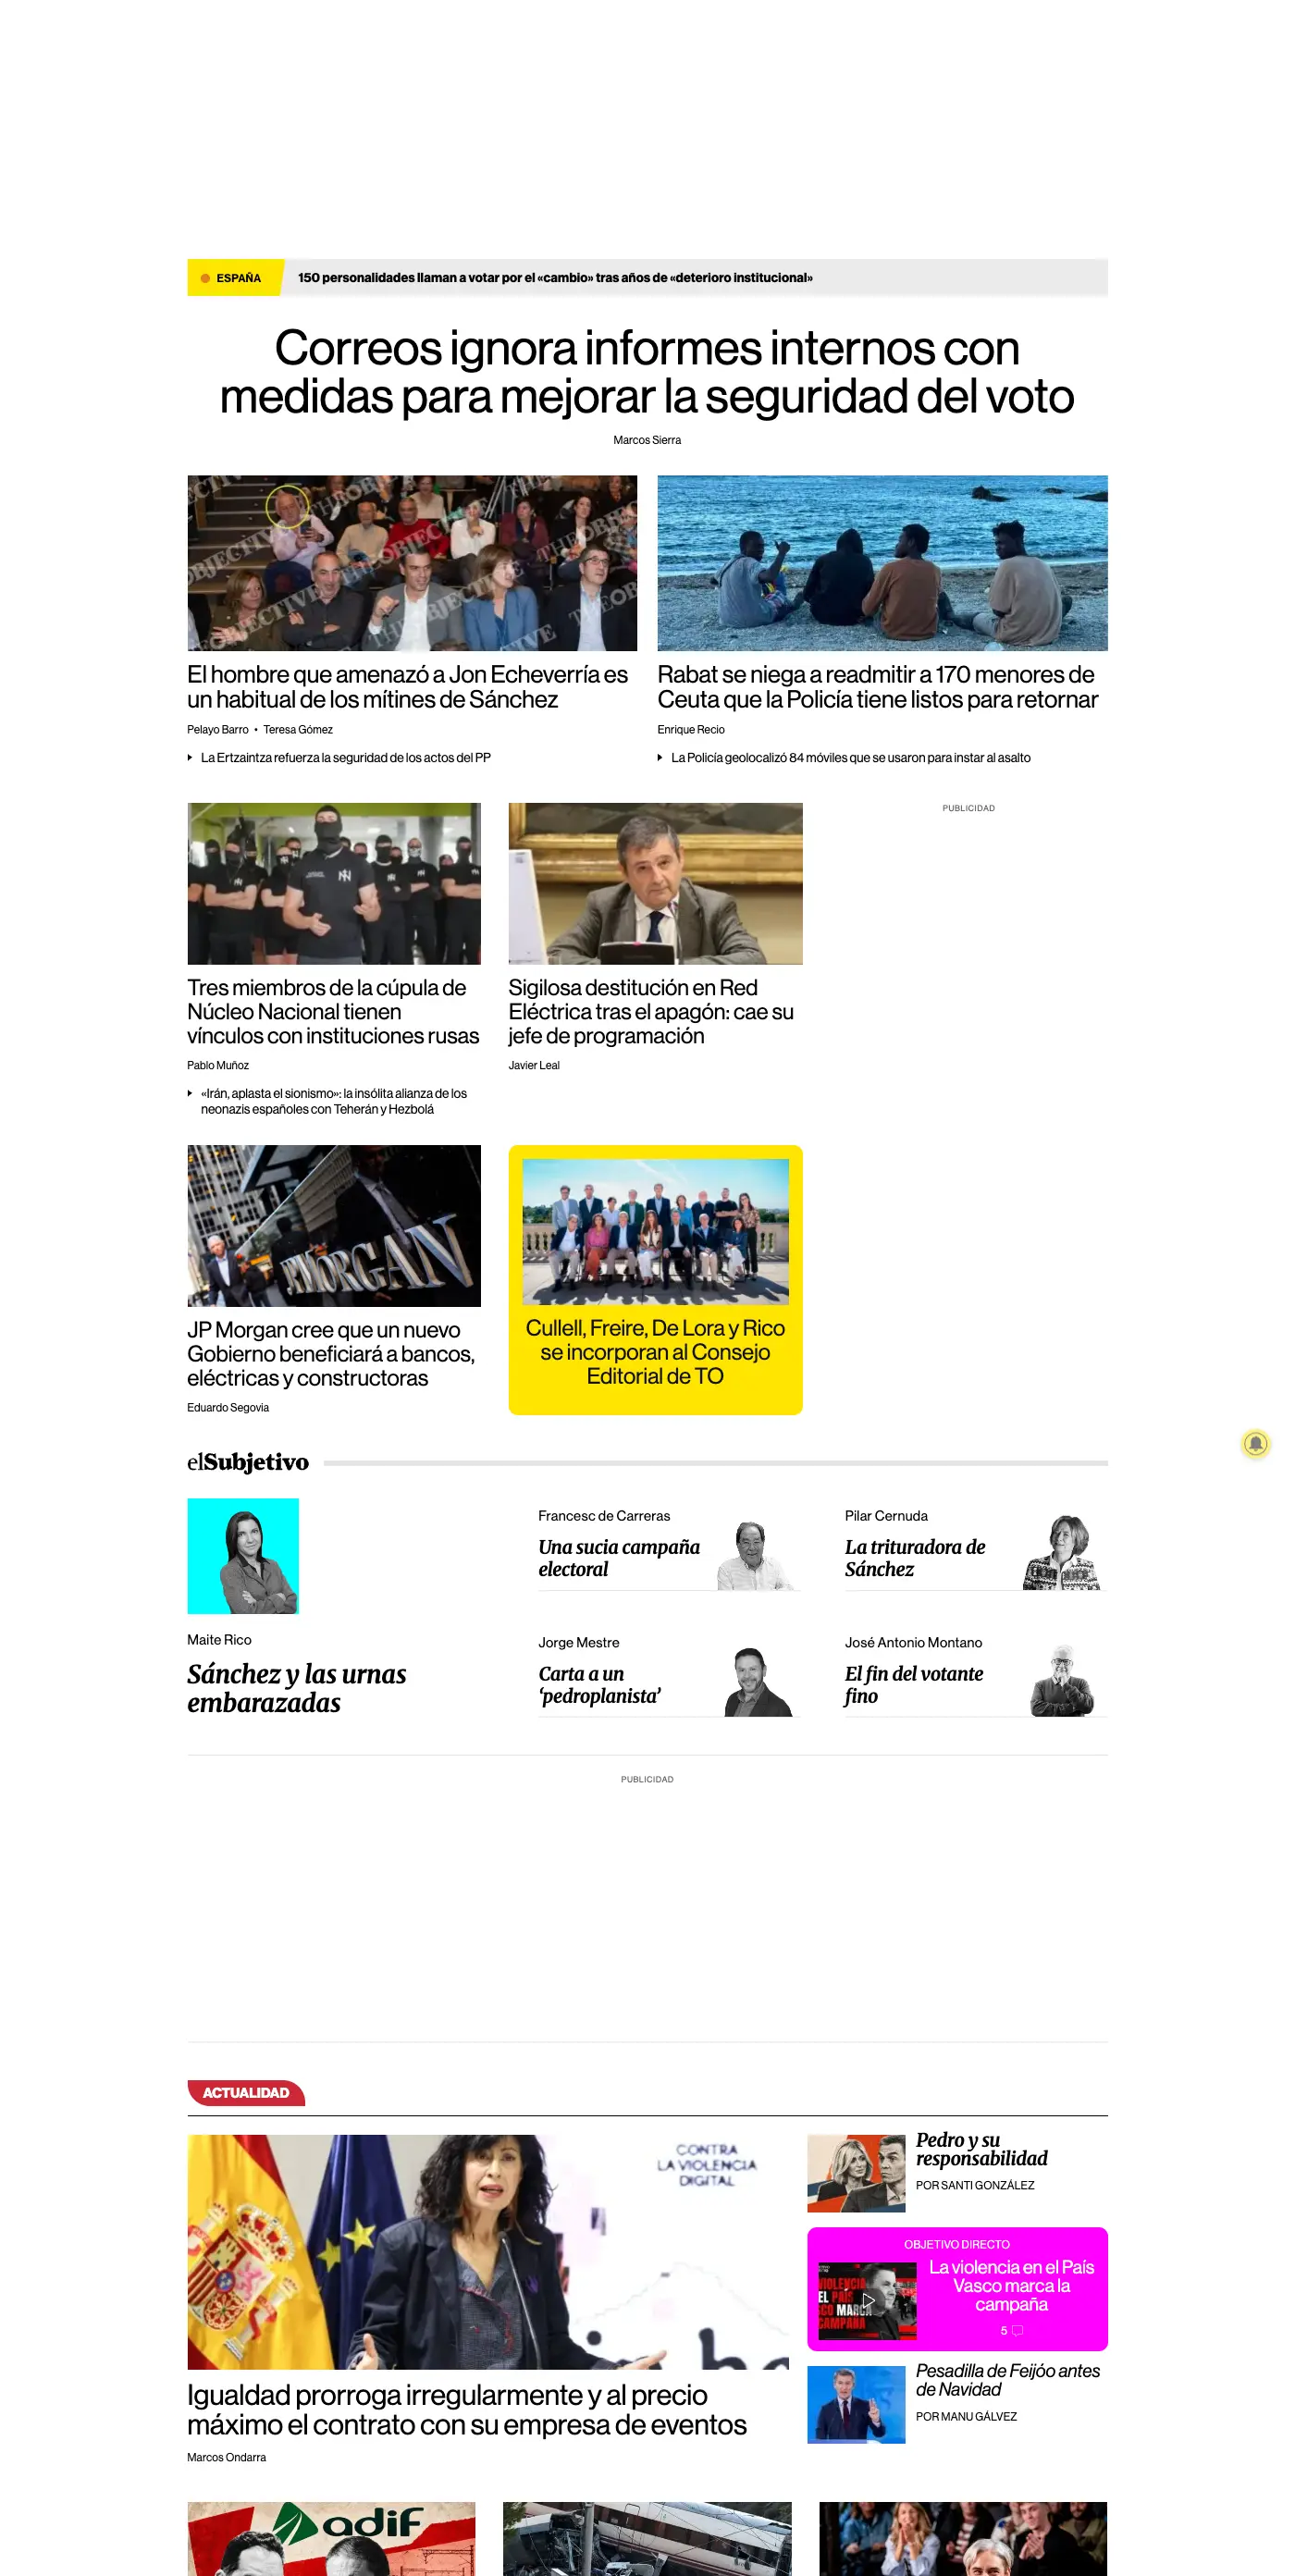 ESPAÑA
150 personalidades llaman a votar por el «cambio» tras años de «deterioro institucional»
Correos ignora informes internos con
medidas para mejorar la seguridad del voto
Marcos Sierra
THE OBJECTIVE
El hombre que amenazó a Jon Echeverría es
un habitual de los mítines de Sánchez
Pelayo Barro • Teresa Gómez
La Ertzaintza refuerza la seguridad de los actos del PP
Rabat se niega a readmitir a 170 menores de
Ceuta que la Policía tiene listos para retornar
Enrique Recio
La Policía geolocalizó 84 móviles que se usaron para instar al asalto
Tres miembros de la cúpula de
Núcleo Nacional tienen
vínculos con instituciones rusas
Pablo Muñoz
«Irán, aplasta el sionismo»: la insólita alianza de los
neonazis españoles con Teherán y Hezbolá
Sigilosa destitución en Red
Eléctrica tras el apagón: cae su
jefe de programación
Javier Leal
PUBLICIDAD
J.P.MORGAN
JP Morgan cree que un nuevo
Gobierno beneficiará a bancos,
eléctricas y constructoras
Eduardo Segovia
Cullell, Freire, De Lora y Rico
se incorporan al Consejo
Editorial de TO
elSubjetivo
Maite Rico
Sánchez y las urnas
embarazadas
Francesc de Carreras
Una sucia campaña
electoral
Pilar Cernuda
La trituradora de
Sánchez
Jorge Mestre
Carta a un
‘pedroplanista’
José Antonio Montano
El fin del votante
fino
PUBLICIDAD
ACTUALIDAD
CONTRA
LA VIOLENCIA
DIGITAL
Igualdad prorroga irregularmente y al precio
máximo el contrato con su empresa de eventos
Marcos Ondarra
Pedro y su
responsabilidad
POR SANTI GONZÁLEZ
OBJETIVO DIRECTO
La violencia en el País
Vasco marca la
campaña
5
Pesadilla de Feijóo antes
de Navidad
POR MANU GÁLVEZ
adif